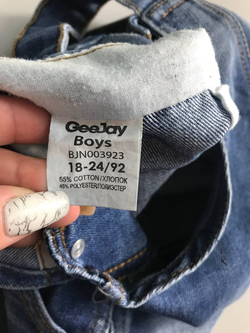 GeeJay
Boys
BJN003923
18-24/92
55% COTTON/ХЛОПОК
45% POLYESTER/ПОЛИЭСТЕР